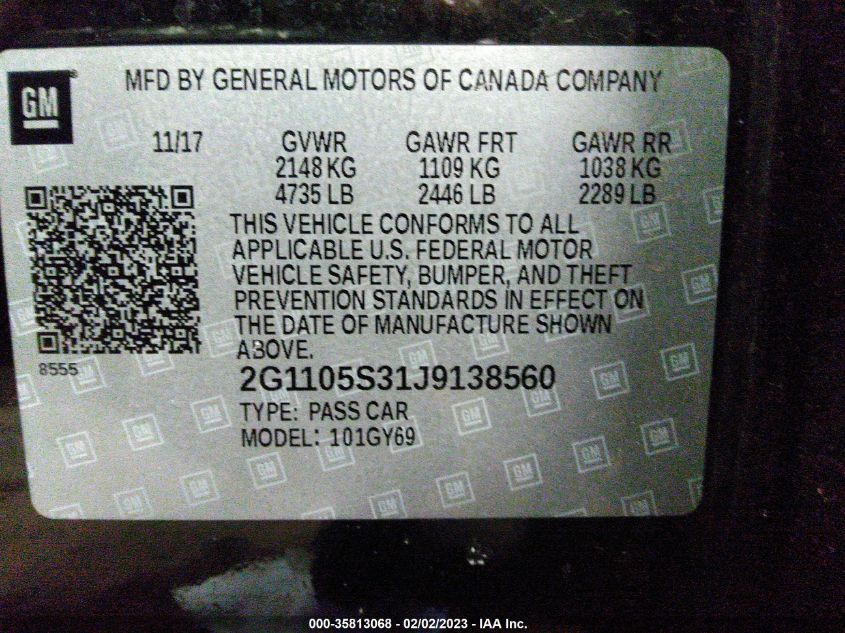 GM
MFD BY GENERAL MOTORS OF CANADA COMPANY
11/17 GVWR GAWR FRT GAWR RR
2148 KG 1109 KG 1038 KG
4735 LB 2446 LB 2289 LB
THIS VEHICLE CONFORMS TO ALL
APPLICABLE U.S. FEDERAL MOTOR
VEHICLE SAFETY, BUMPER, AND THEFT
PREVENTION STANDARDS IN EFFECT ON
THE DATE OF MANUFACTURE SHOWN
ABOVE.
8555
2G1105S31J9138560
TYPE: PASS CAR
MODEL: 101GY69
000-35813068 - 02/02/2023 - IAA Inc.